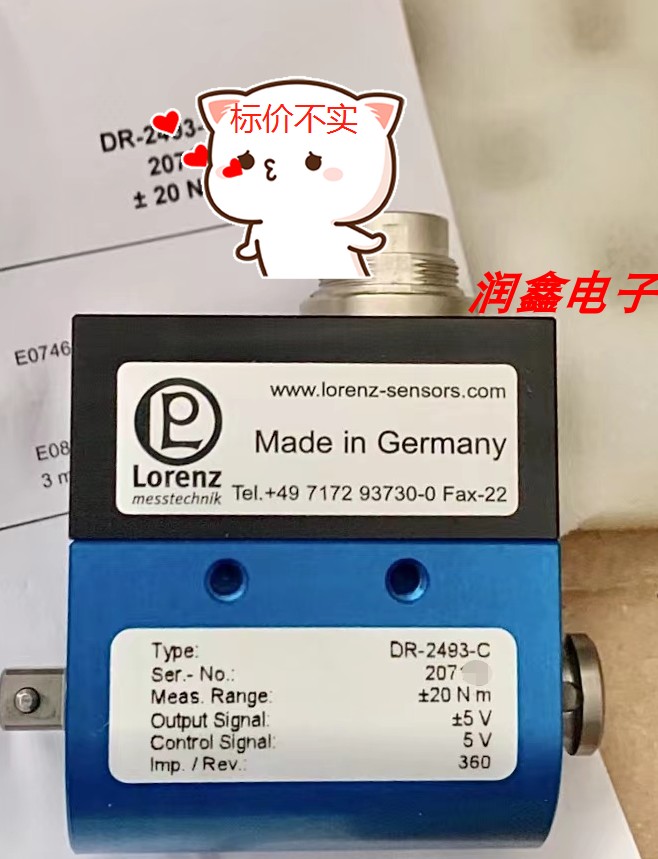 标价不实
DR-2493-
207
± 20 N
润鑫电子
E0746
E08
3 m
www.lorenz-sensors.com
Made in Germany
Lorenz
messtechnik
Tel.+49 7172 93730-0 Fax-22
Type: DR-2493-C
Ser.- No.: 207
Meas. Range: ±20 N m
Output Signal: ±5 V
Control Signal: 5 V
Imp. / Rev.: 360